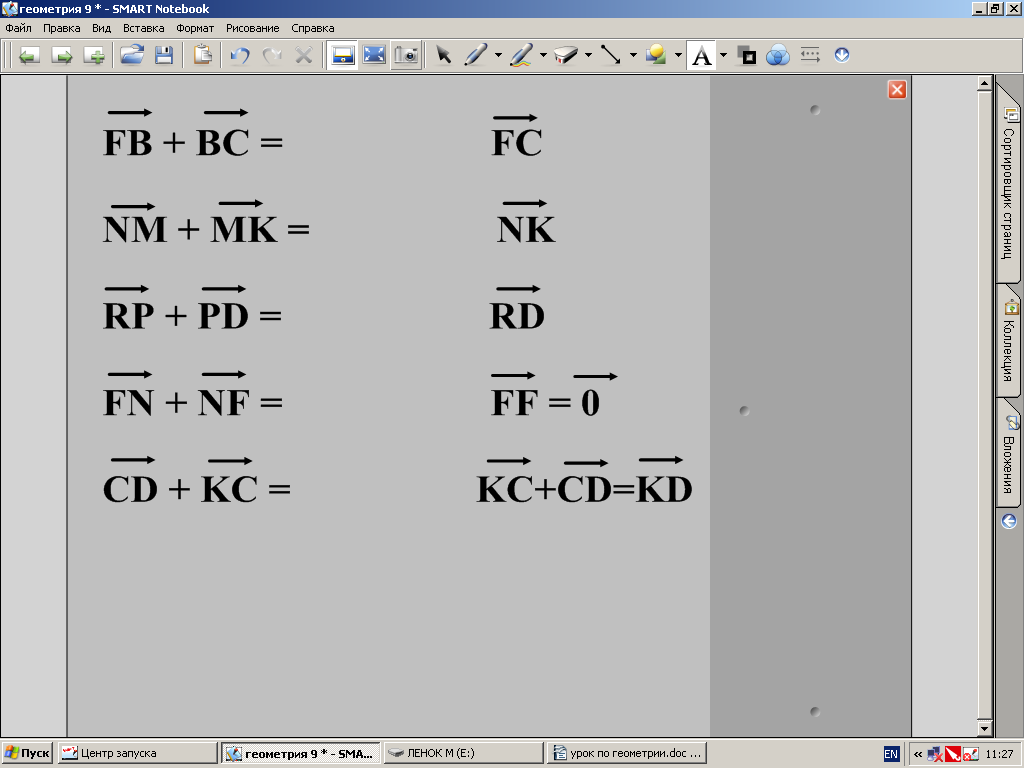 геометрия 9 * - SMART Notebook
Файл Правка Вид Вставка Формат Рисование Справка
A
FB + BC = FC
NM + MK = NK
RP + PD = RD
FN + NF = FF = 0
CD + KC = KC+CD=KD
Сортировщик страниц
Коллекция
Вложения
Пуск Центр запуска геометрия 9 * - SMA... ЛЕНОК М (E:) урок по геометрии.doc ... EN « 11:27